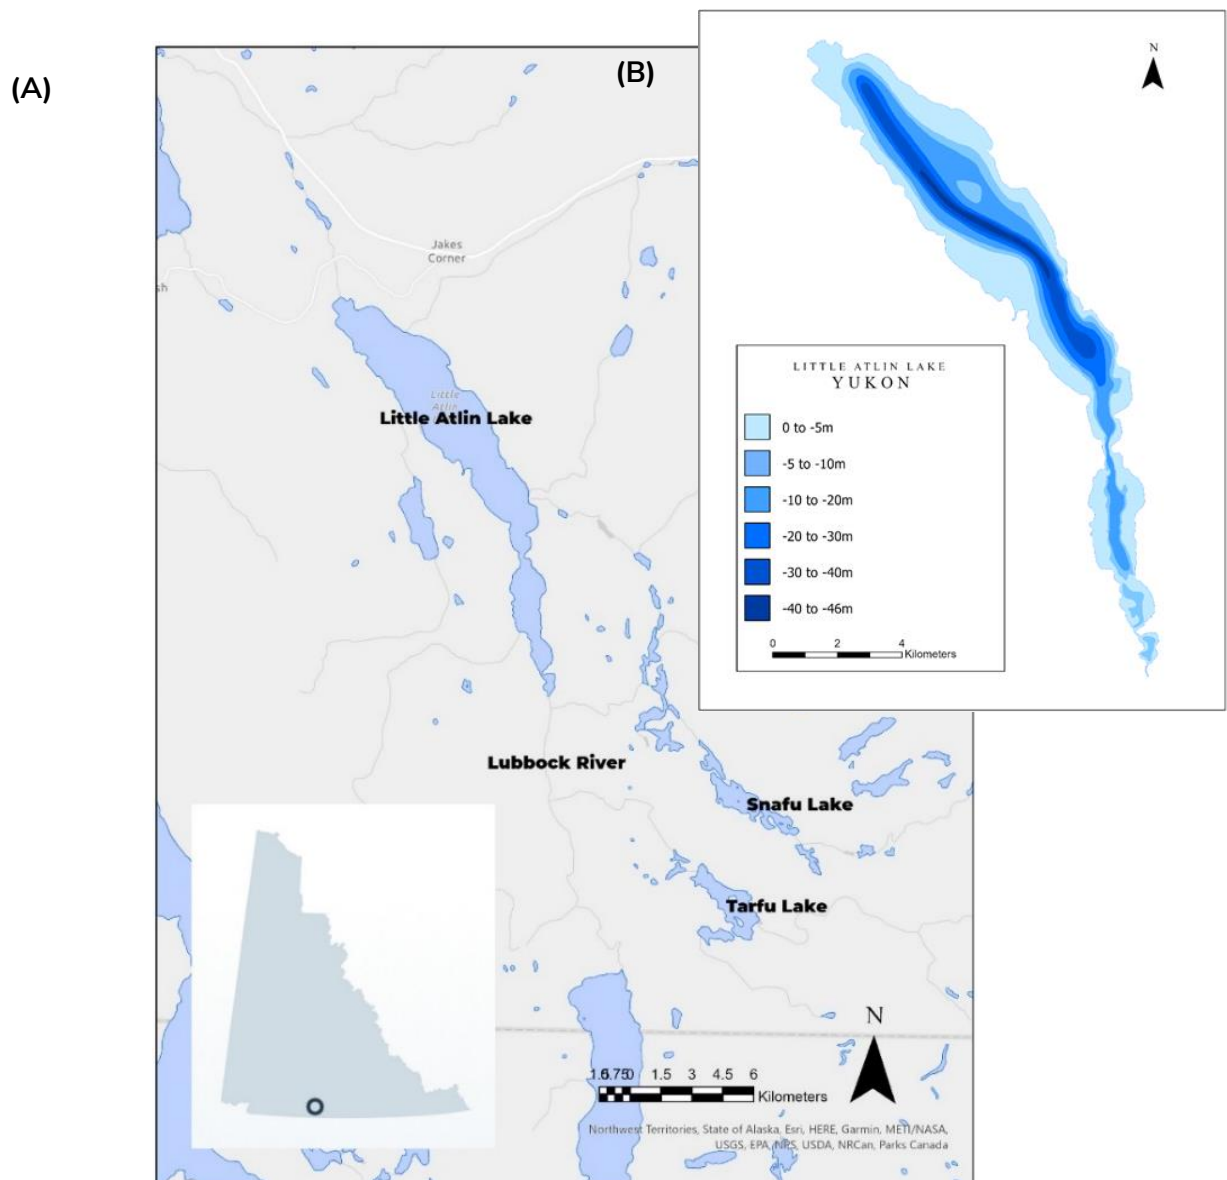 (A)
(B)
N
Jakes
Corner
sh
Little
Atlin
Little Atlin Lake
LITTLE ATLIN LAKE
YUKON
0 to -5m
-5 to -10m
-10 to -20m
-20 to -30m
-30 to -40m
-40 to -46m
0 2 4
Kilometers
Lubbock River
Snafu Lake
Tarfu Lake
N
1.5 3 4.5 6
Kilometers
Northwest Territories, State of Alaska, Esri, HERE, Garmin, METI/NASA,
USGS, EPA, NPS, USDA, NRCan, Parks Canada